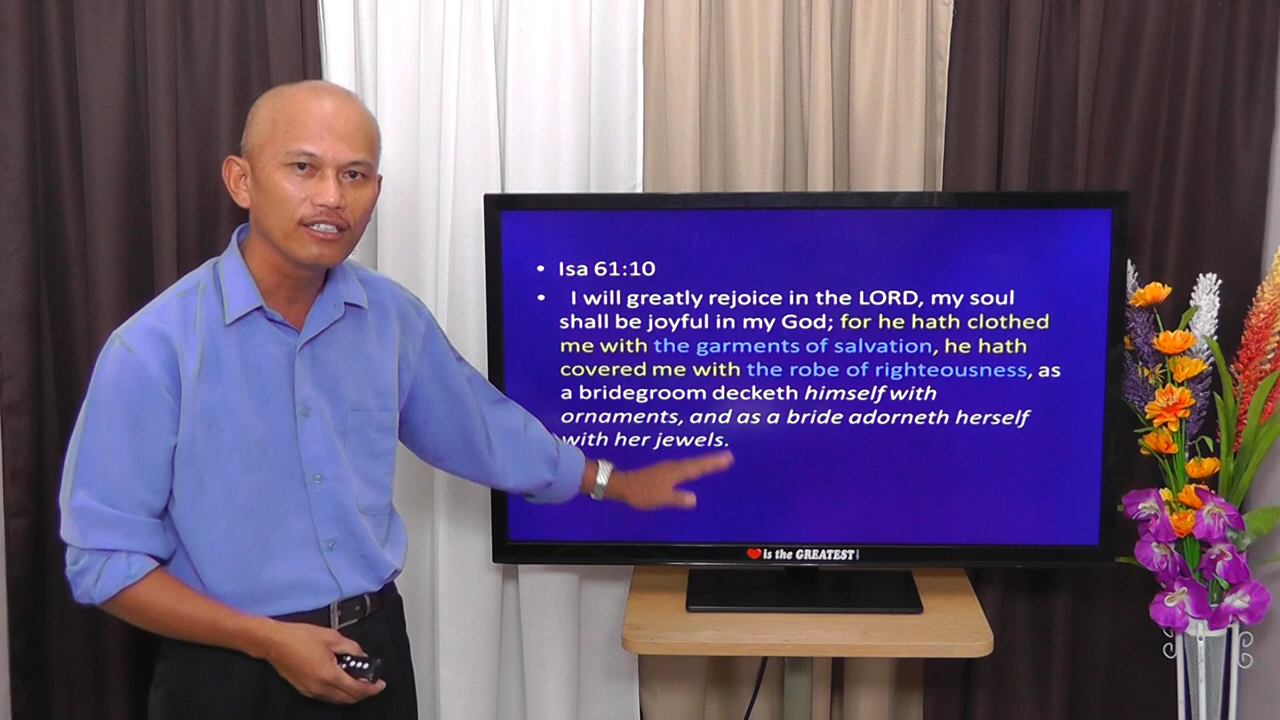 • Isa 61:10
• I will greatly rejoice in the LORD, my soul
shall be joyful in my God; for he hath clothed
me with the garments of salvation, he hath
covered me with the robe of righteousness, as
a bridegroom decketh himself with
ornaments, and as a bride adorneth herself
with her jewels.
❤ is the GREATEST!